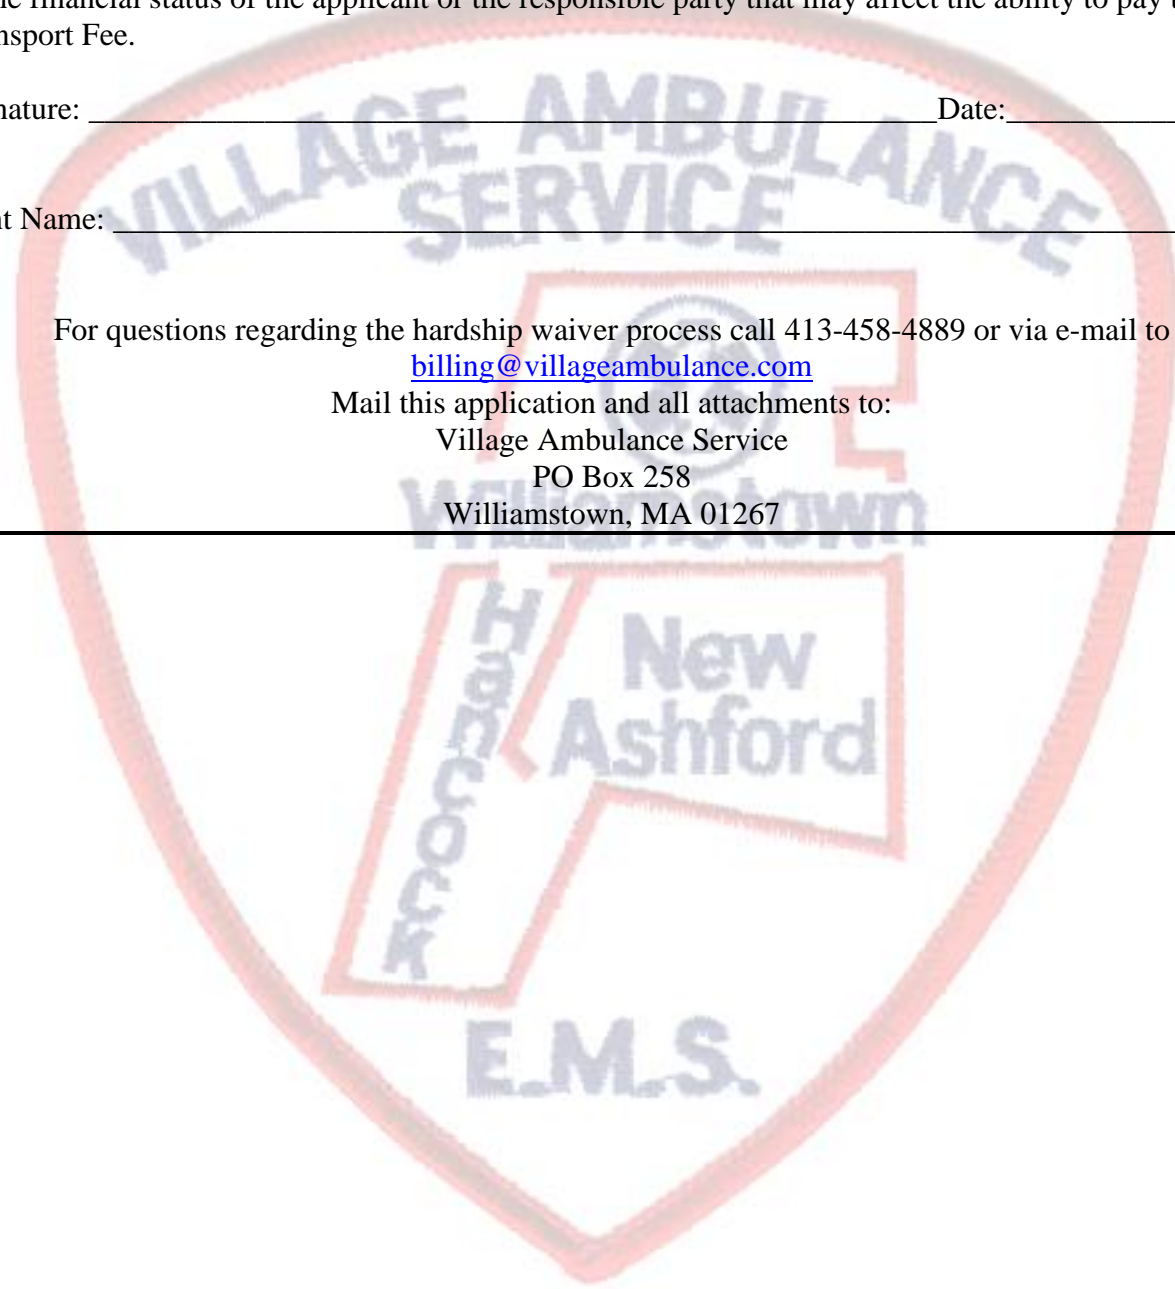 he financial status of the applicant or the responsible party that may affect the ability to pay t
nsport Fee.
nature: Date:
nt Name:
For questions regarding the hardship waiver process call 413-458-4889 or via e-mail to
billing@villageambulance.com
Mail this application and all attachments to:
Village Ambulance Service
PO Box 258
Williamstown, MA 01267
VILLAGE AMBULANCE
SERVICE
Williamstown
Hancock
New
Ashford
E.M.S.